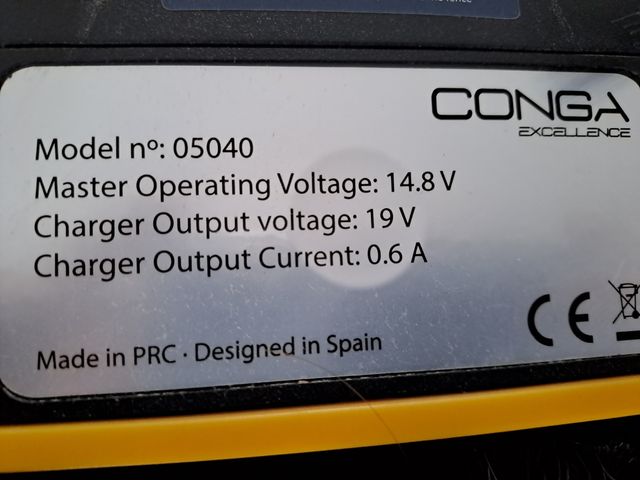 CONGA
EXCELLENCE
Model nº: 05040
Master Operating Voltage: 14.8 V
Charger Output voltage: 19 V
Charger Output Current: 0.6 A
CE
Made in PRC · Designed in Spain